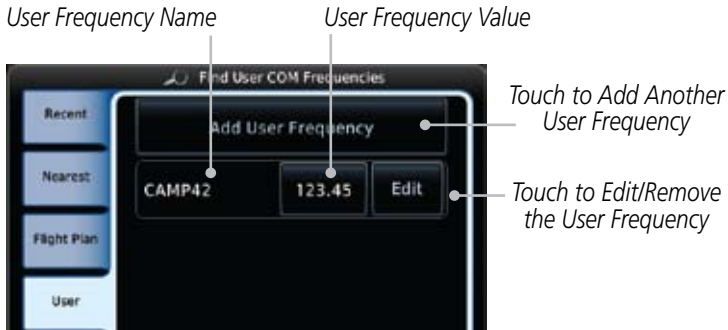 User Frequency Name
User Frequency Value
Find User COM Frequencies
Recent
Add User Frequency
Touch to Add Another
User Frequency
Nearest
CAMP42
123.45
Edit
Touch to Edit/Remove
the User Frequency
Flight Plan
User